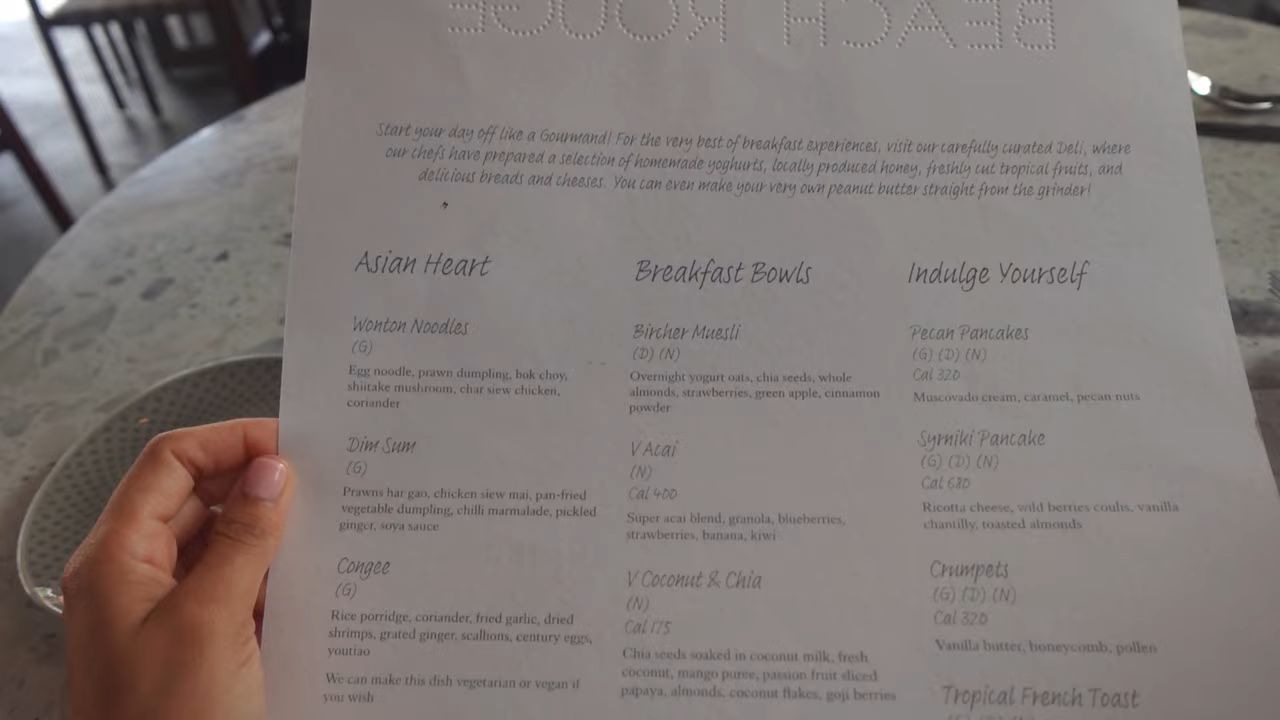 BEACH ROUGE
Start your day off like a Gourmand! For the very best of breakfast experiences, visit our carefully curated Deli, where
our chefs have prepared a selection of homemade yoghurts, locally produced honey, freshly cut tropical fruits, and
delicious breads and cheeses. You can even make your very own peanut butter straight from the grinder!
Asian Heart
Wonton Noodles
(G)
Egg noodle, prawn dumpling, bok choy,
shiitake mushroom, char siew chicken,
coriander
Dim Sum
(G)
Prawns har gao, chicken siew mai, pan-fried
vegetable dumpling, chilli marmalade, pickled
ginger, soya sauce
Congee
(G)
Rice porridge, coriander, fried garlic, dried
shrimps, grated ginger, scallions, century eggs,
youtiao
We can make this dish vegetarian or vegan if
you wish
Breakfast Bowls
Bircher Muesli
(D) (N)
Overnight yogurt oats, chia seeds, whole
almonds, strawberries, green apple, cinnamon
powder
V Acai
(N)
Cal 400
Super acai blend, granola, blueberries,
strawberries, banana, kiwi
V Coconut & Chia
(N)
Cal 175
Chia seeds soaked in coconut milk, fresh
coconut, mango puree, passion fruit sliced
papaya, almonds, coconut flakes, goji berries
Indulge Yourself
Pecan Pancakes
(G) (D) (N)
Cal 320
Muscovado cream, caramel, pecan nuts
Syrniki Pancake
(G) (D) (N)
Cal 680
Ricotta cheese, wild berries coulis, vanilla
chantilly, toasted almonds
Crumpets
(G) (D) (N)
Cal 320
Vanilla butter, honeycomb, pollen
Tropical French Toast